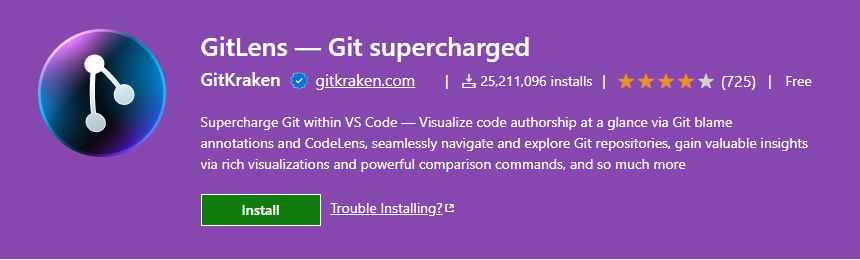 GitLens — Git supercharged
GitKraken gitkraken.com | 25,211,096 installs | (725) | Free
Supercharge Git within VS Code — Visualize code authorship at a glance via Git blame
annotations and CodeLens, seamlessly navigate and explore Git repositories, gain valuable insights
via rich visualizations and powerful comparison commands, and so much more
Install Trouble Installing?